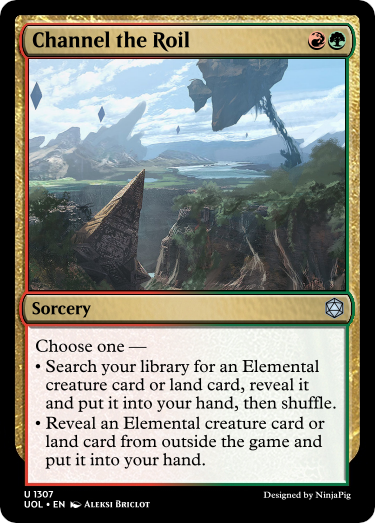 Channel the Roil
Sorcery
Choose one —
• Search your library for an Elemental
creature card or land card, reveal it
and put it into your hand, then shuffle.
• Reveal an Elemental creature card or
land card from outside the game and
put it into your hand.
U 1307
Designed by NinjaPig
UOL • EN Aleksi Briclot